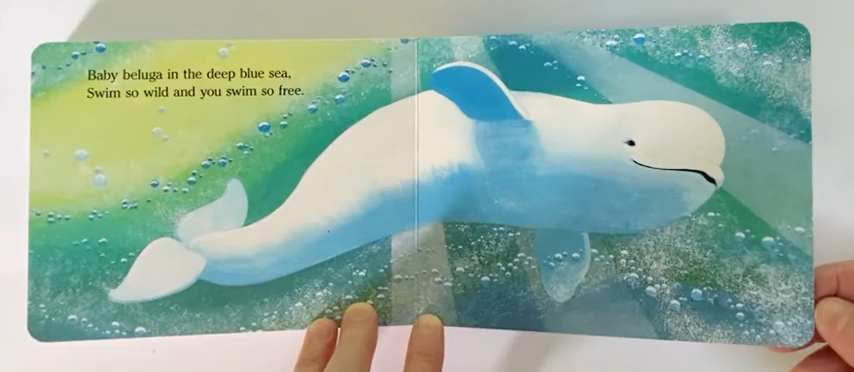 Baby beluga in the deep blue sea,
Swim so wild and you swim so free.